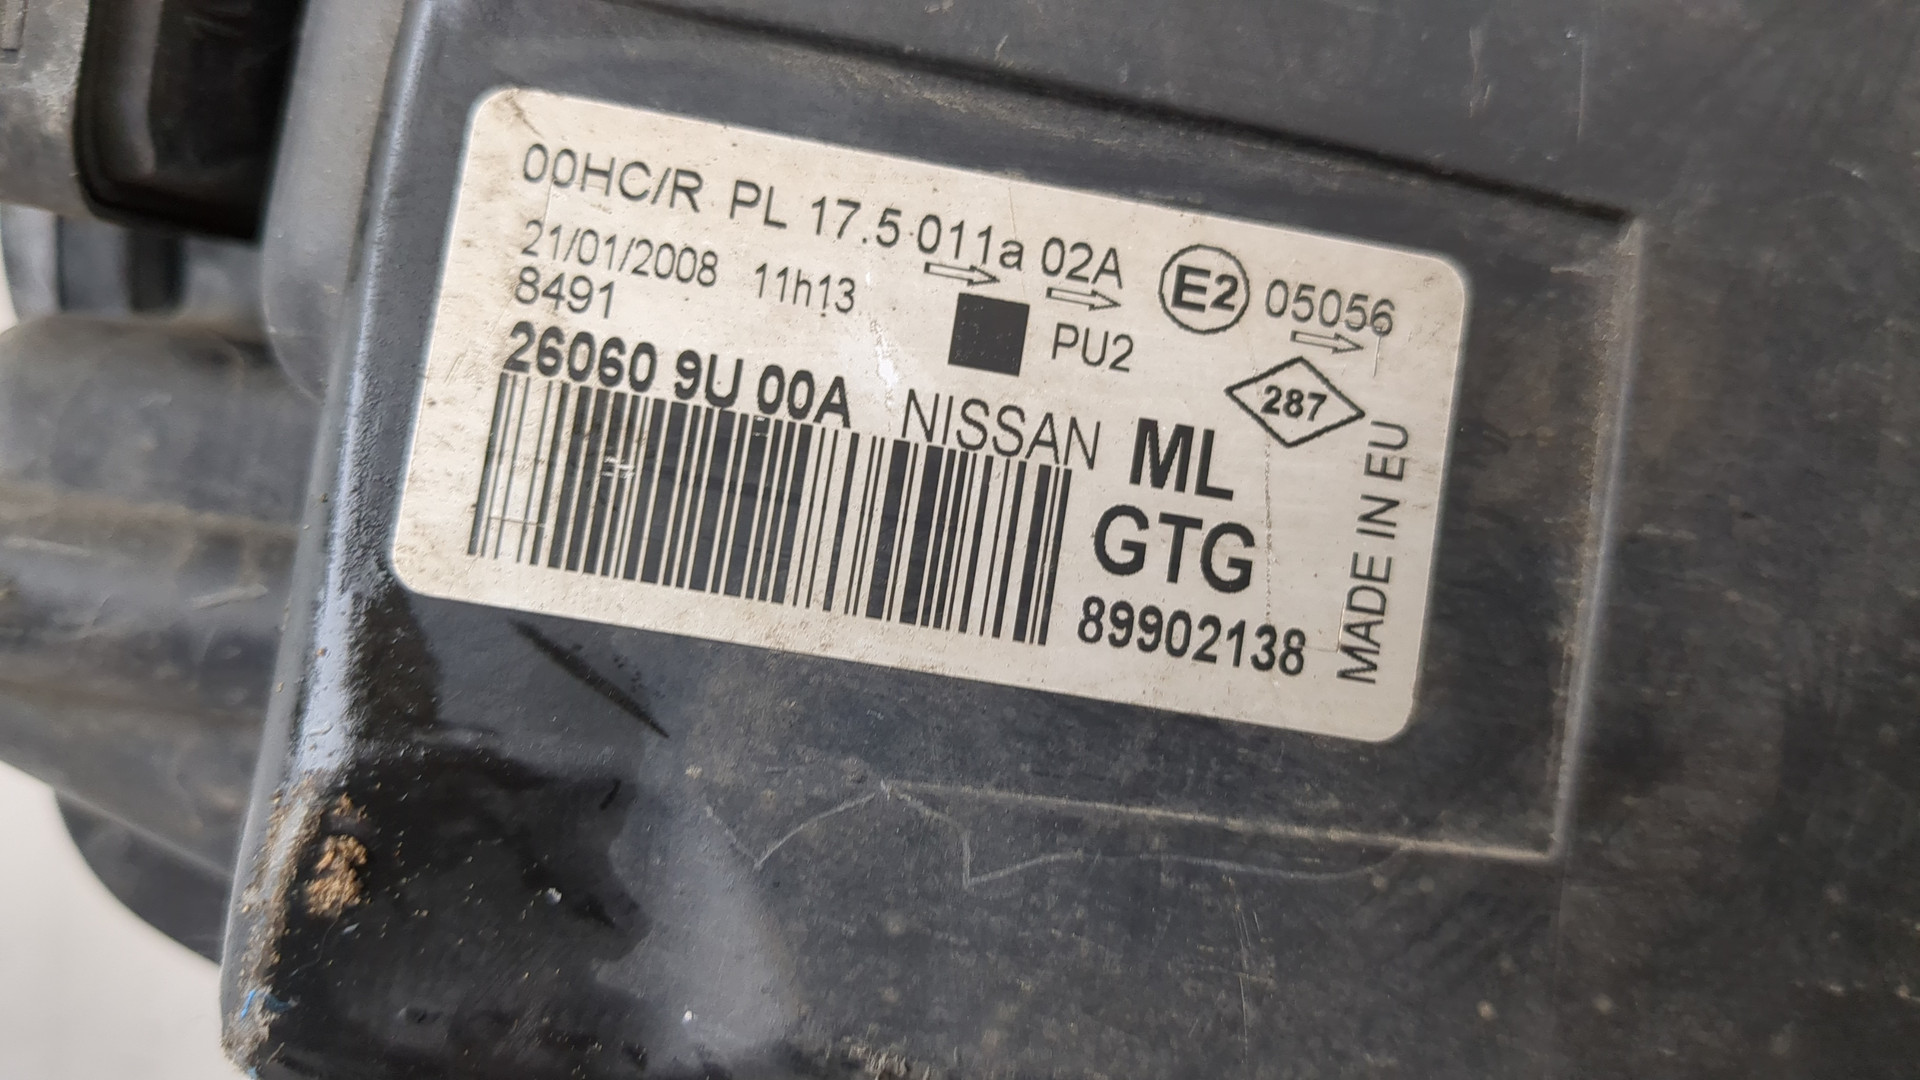 00HC/R PL 17.5 011a 02A E2 05056
21/01/2008 11h13
8491
PU2
287
26060 9U 00A NISSAN ML
GTG
89902138
MADE IN EU